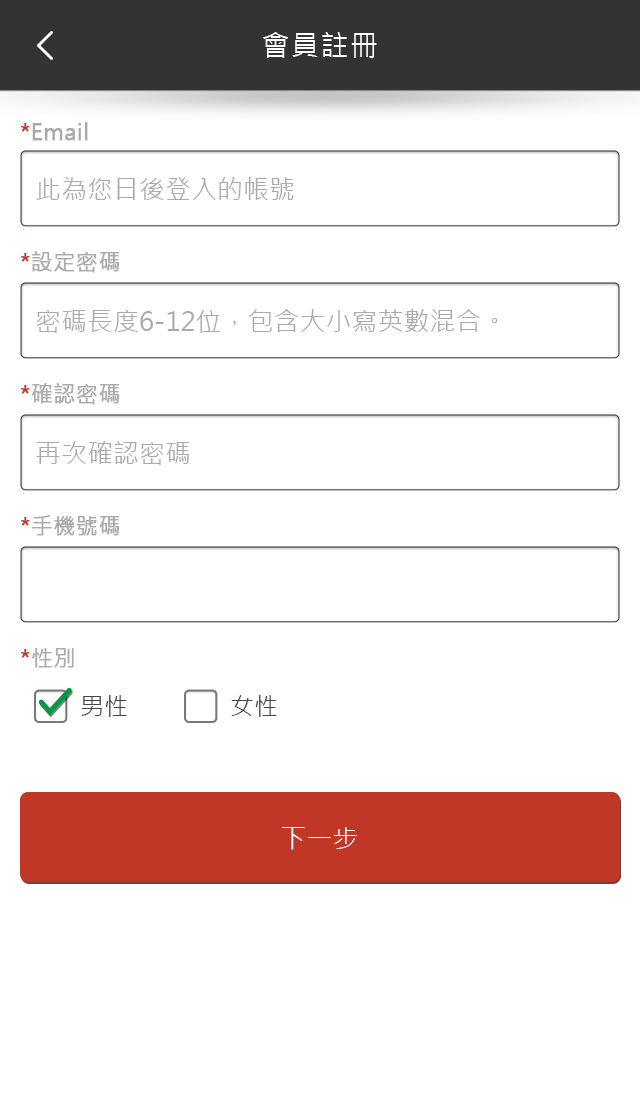 會員註冊
*Email
此為您日後登入的帳號
*設定密碼
密碼長度6-12位，包含大小寫英數混合。
*確認密碼
再次確認密碼
*手機號碼
*性別
男性 女性
下一步